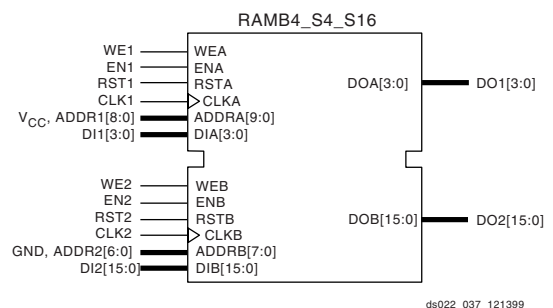 RAMB4_S4_S16
WE1 WEA
EN1 ENA
RST1 RSTA DOA[3:0] DO1[3:0]
CLK1 CLKA
VCC, ADDR1[8:0] ADDRA[9:0]
DI1[3:0] DIA[3:0]
WE2 WEB
EN2 ENB
RST2 RSTB DOB[15:0] DO2[15:0]
CLK2 CLKB
GND, ADDR2[6:0] ADDRB[7:0]
DI2[15:0] DIB[15:0]
ds022_037_121399